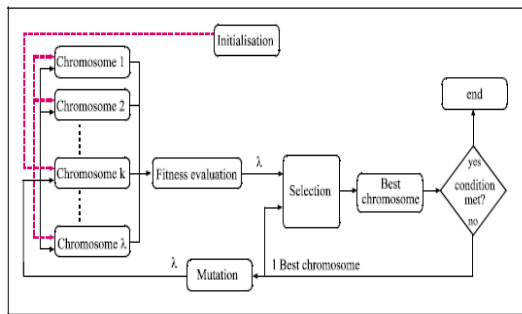 Initialisation
Chromosome 1
Chromosome 2
Chromosome k
Chromosome λ
Fitness evaluation
λ
Selection
Best
chromosome
end
yes
condition
met?
no
1 Best chromosome
λ
Mutation